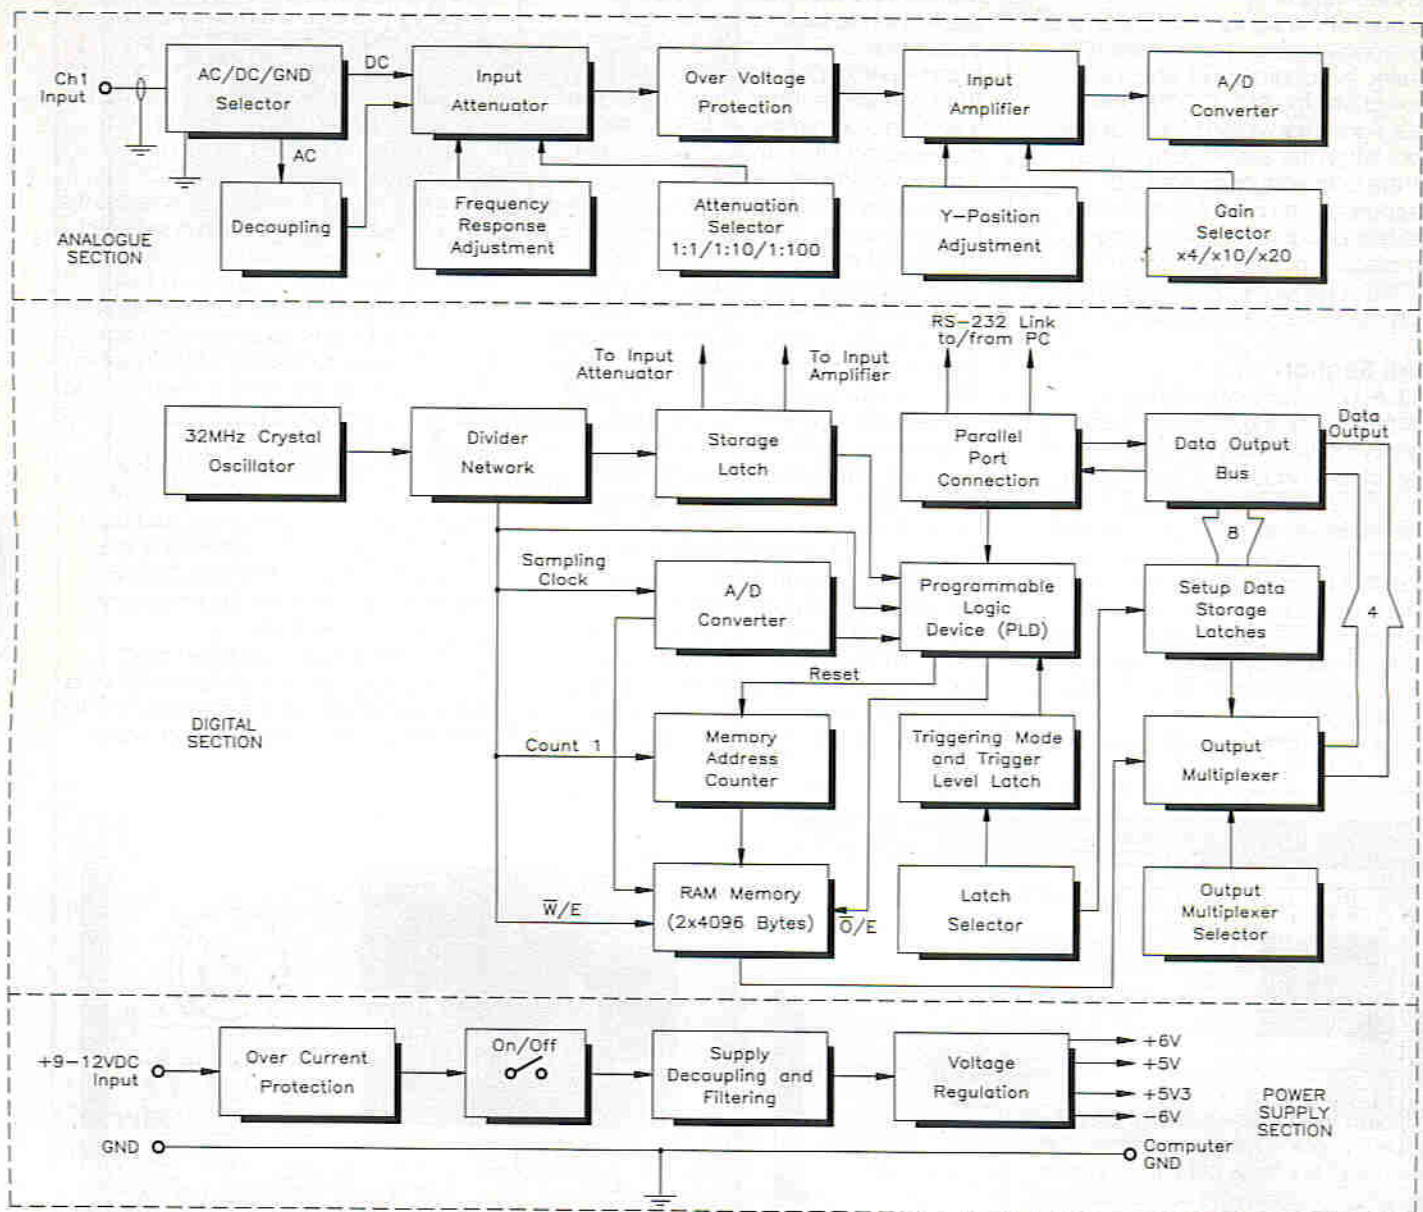 Ch1
Input
AC/DC/GND
Selector
DC
AC
Input
Attenuator
Over Voltage
Protection
Input
Amplifier
A/D
Converter
Decoupling
Frequency
Response
Adjustment
Attenuation
Selector
1:1/1:10/1:100
Y-Position
Adjustment
Gain
Selector
x4/x10/x20
ANALOGUE
SECTION
To Input
Attenuator
To Input
Amplifier
RS-232 Link
to/from PC
32MHz Crystal
Oscillator
Divider
Network
Storage
Latch
Parallel
Port
Connection
Data Output
Bus
Data
Output
8
Sampling
Clock
A/D
Converter
Programmable
Logic
Device (PLD)
Setup Data
Storage
Latches
4
Reset
DIGITAL
SECTION
Count 1
Memory
Address
Counter
Triggering Mode
and Trigger
Level Latch
Output
Multiplexer
W̅/E
RAM Memory
(2x4096 Bytes)
O̅/E
Latch
Selector
Output
Multiplexer
Selector
+9-12VDC
Input
Over Current
Protection
On/Off
Supply
Decoupling and
Filtering
Voltage
Regulation
+6V
+5V
+5V3
-6V
POWER
SUPPLY
SECTION
GND
Computer
GND